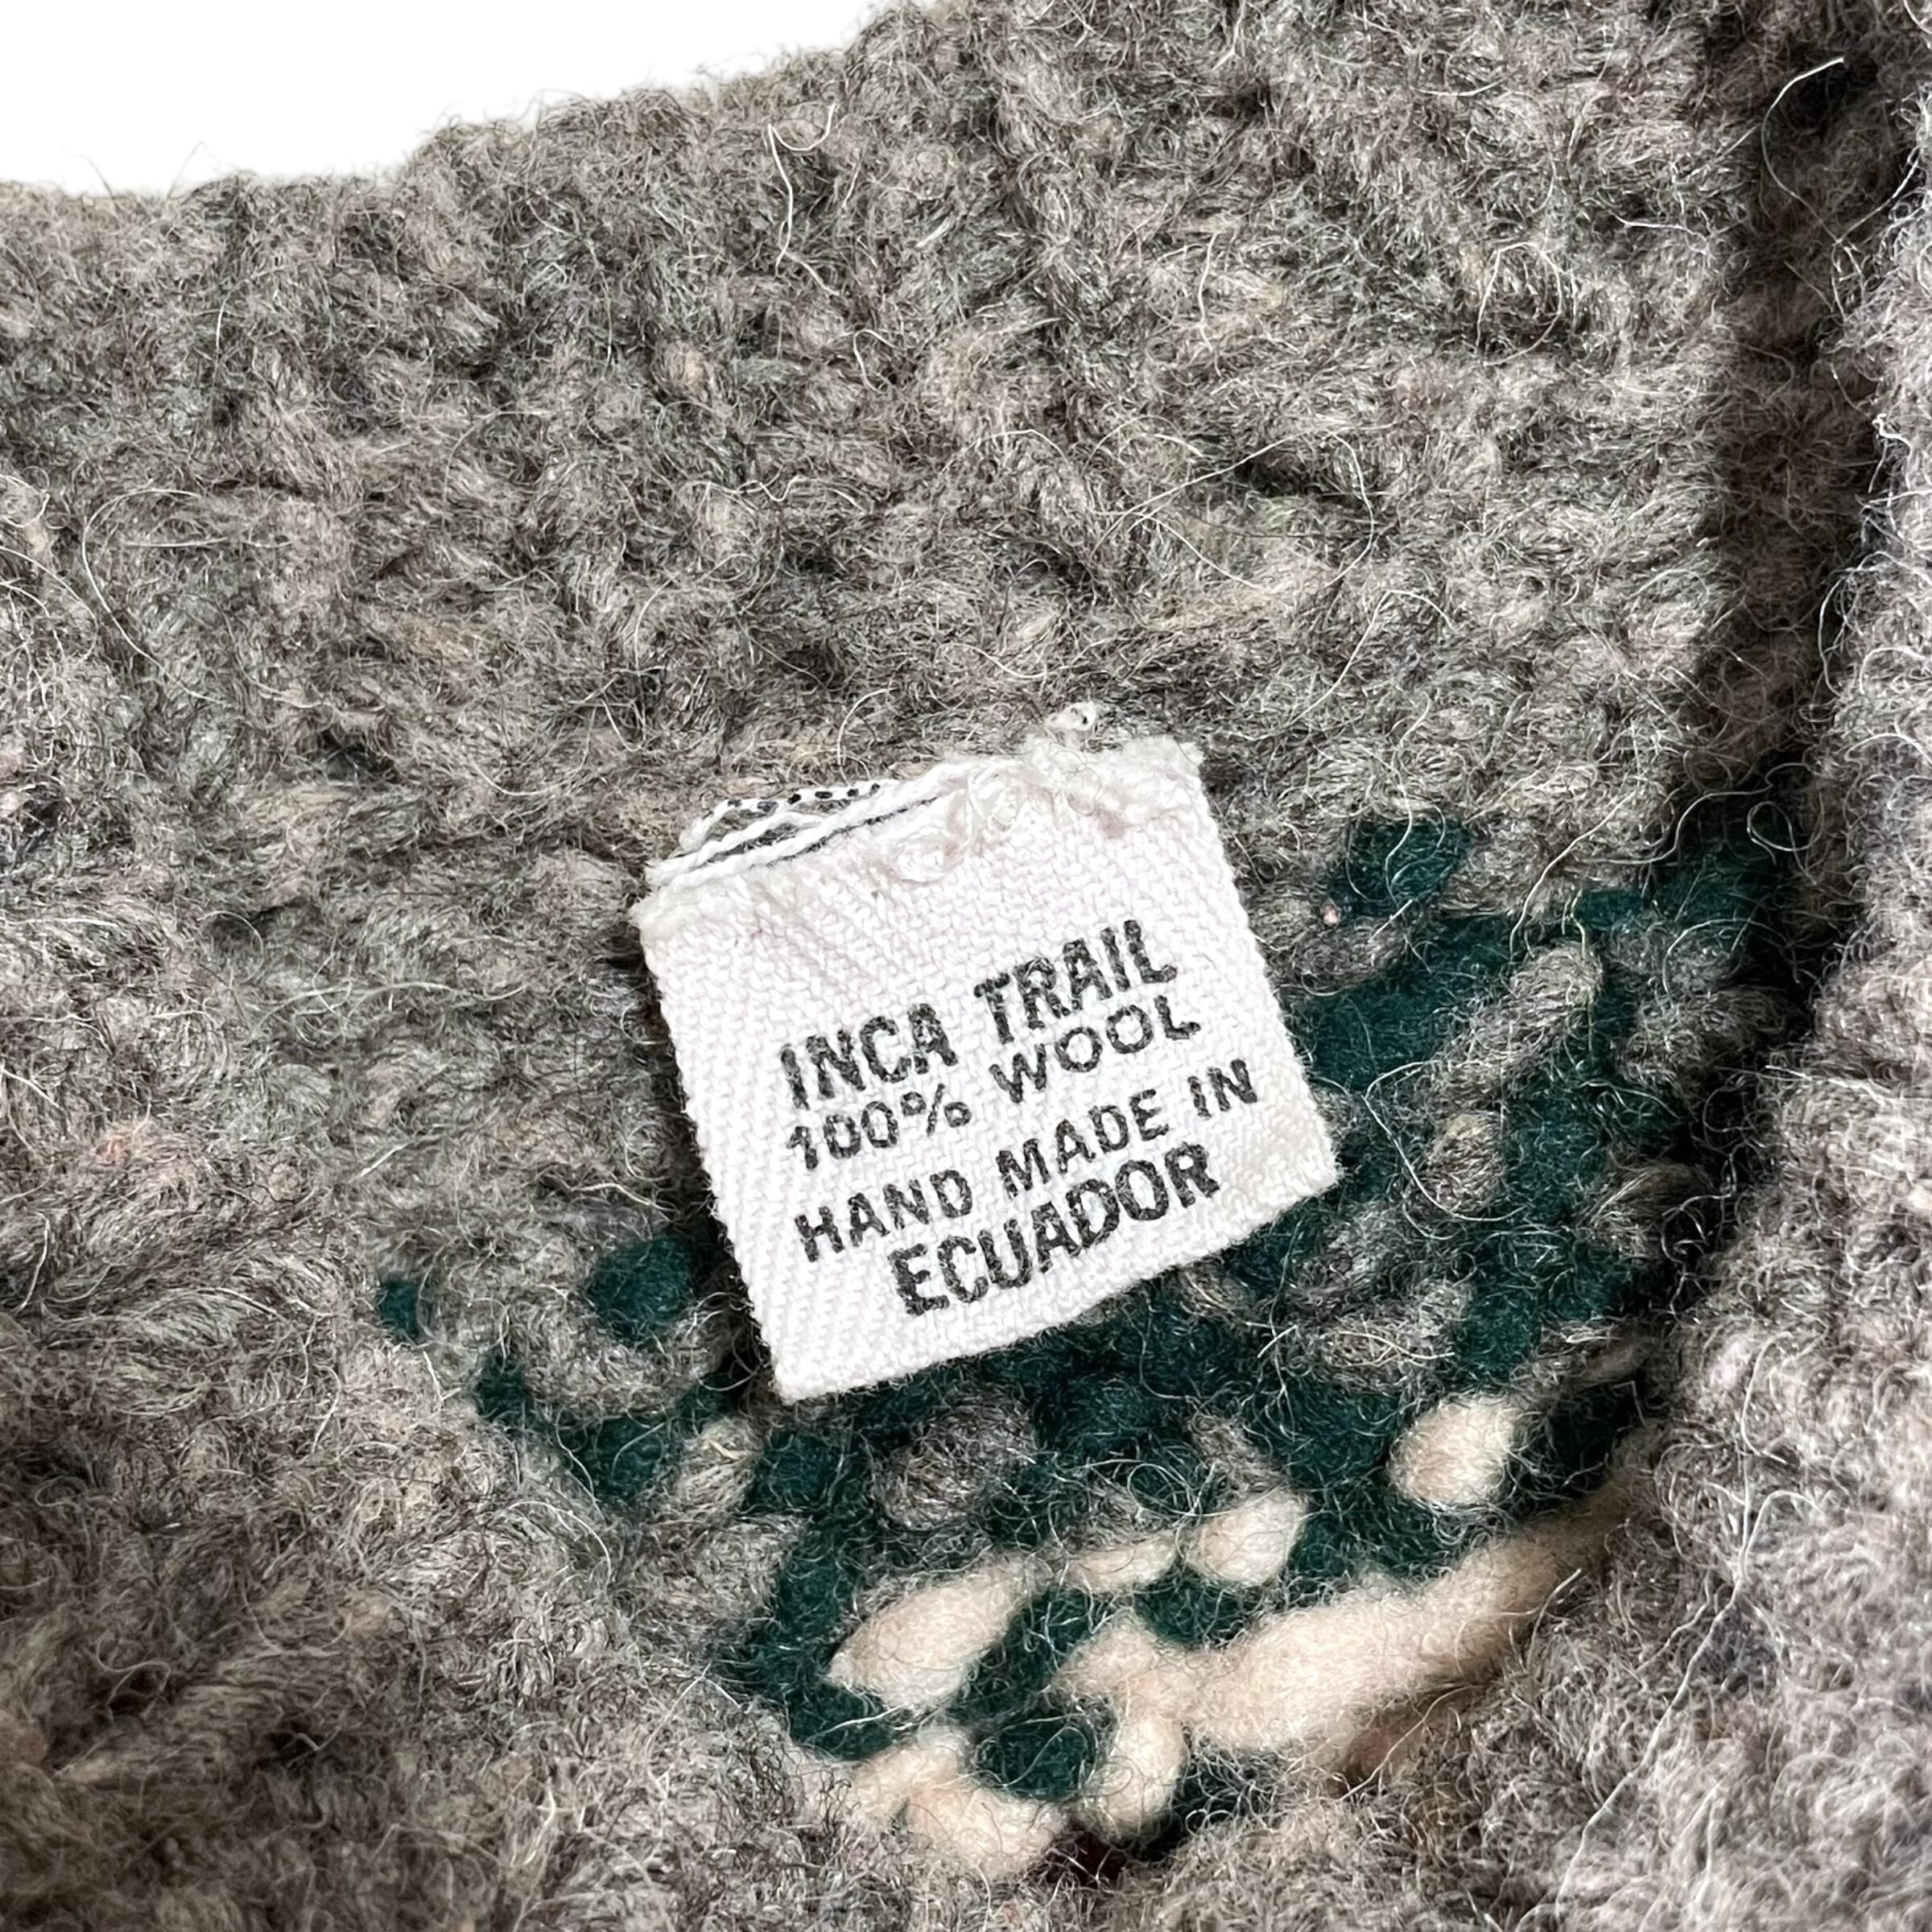 INCA TRAIL
100% WOOL
HAND MADE IN
ECUADOR